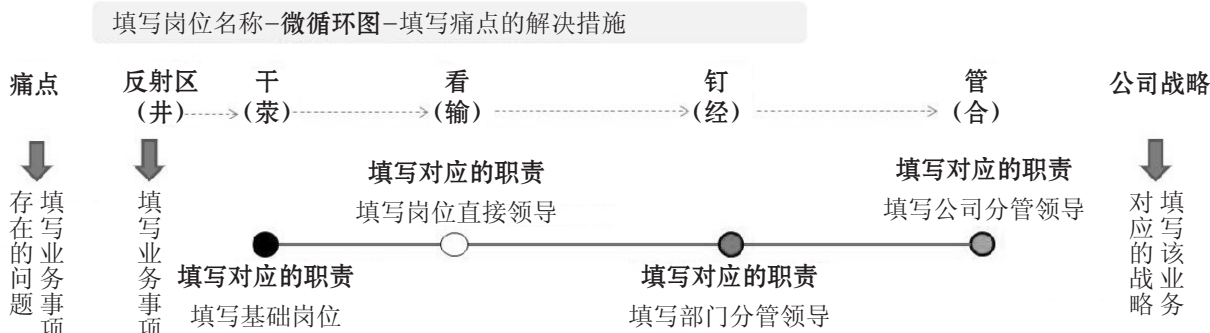 填写岗位名称-微循环图-填写痛点的解决措施
痛点
反射区
(井)
干
(荥)
看
(输)
钉
(经)
管
(合)
公司战略
填写业务事项
存在的问题
填写业务事项
填写对应的职责
填写岗位直接领导
填写对应的职责
填写公司分管领导
填写对应的职责
填写基础岗位
填写对应的职责
填写部门分管领导
填写该业务
对应的战略